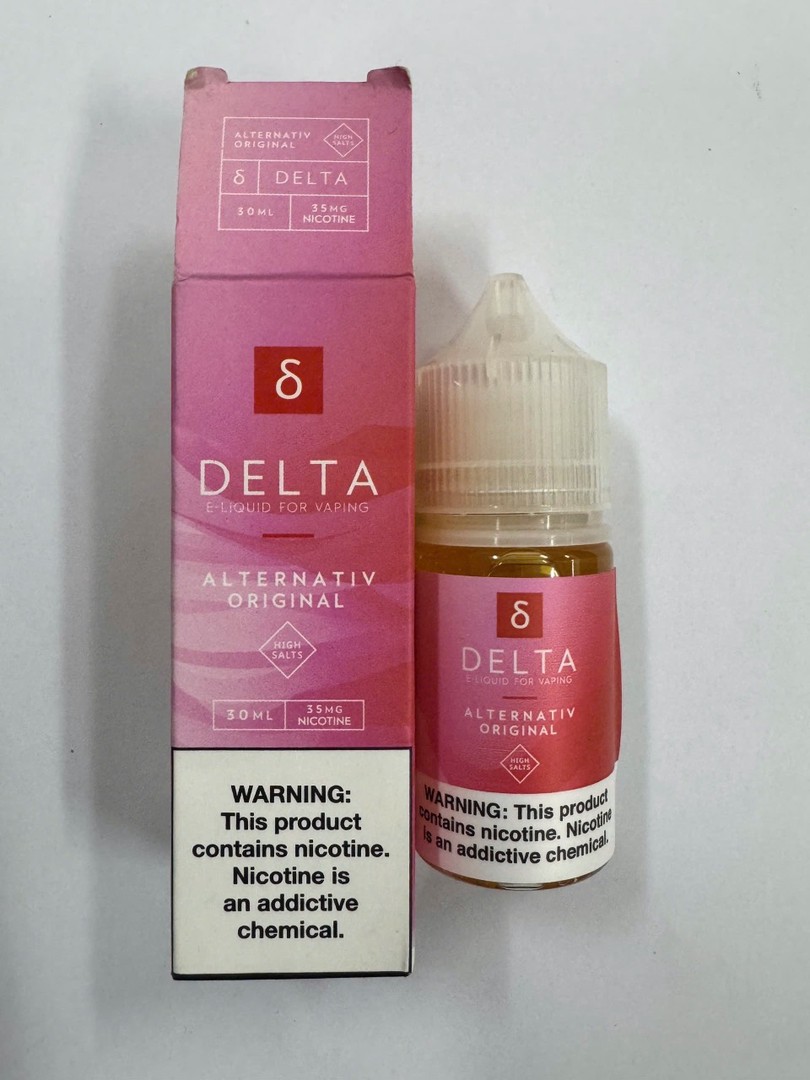 ALTERNATIV
ORIGINAL
HIGH
SALTS
δ DELTA
30ML
35MG
NICOTINE
δ
DELTA
E-LIQUID FOR VAPING
ALTERNATIV
ORIGINAL
HIGH
SALTS
30ML
35MG
NICOTINE
WARNING:
This product
contains nicotine.
Nicotine is
an addictive
chemical.
δ
DELTA
E-LIQUID FOR VAPING
ALTERNATIV
ORIGINAL
HIGH
SALTS
WARNING: This product
contains nicotine. Nicotine
is an addictive chemical.